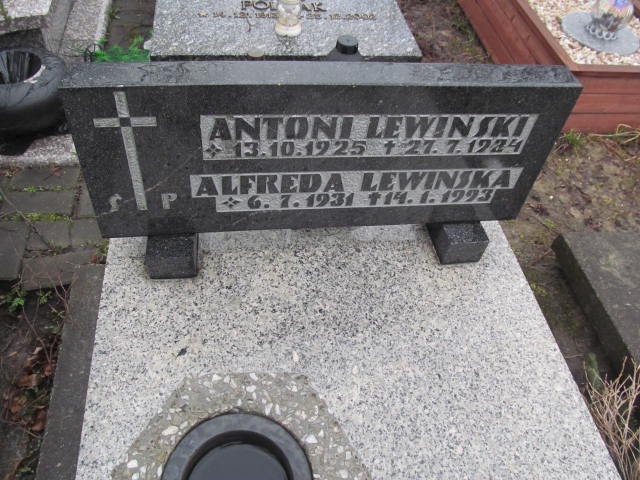 ANTONI LEWINSKI
13.10.1925 † 27.7.1984
ALFREDA LEWINSKA
6.7.1931 † 14.1.1993
S P